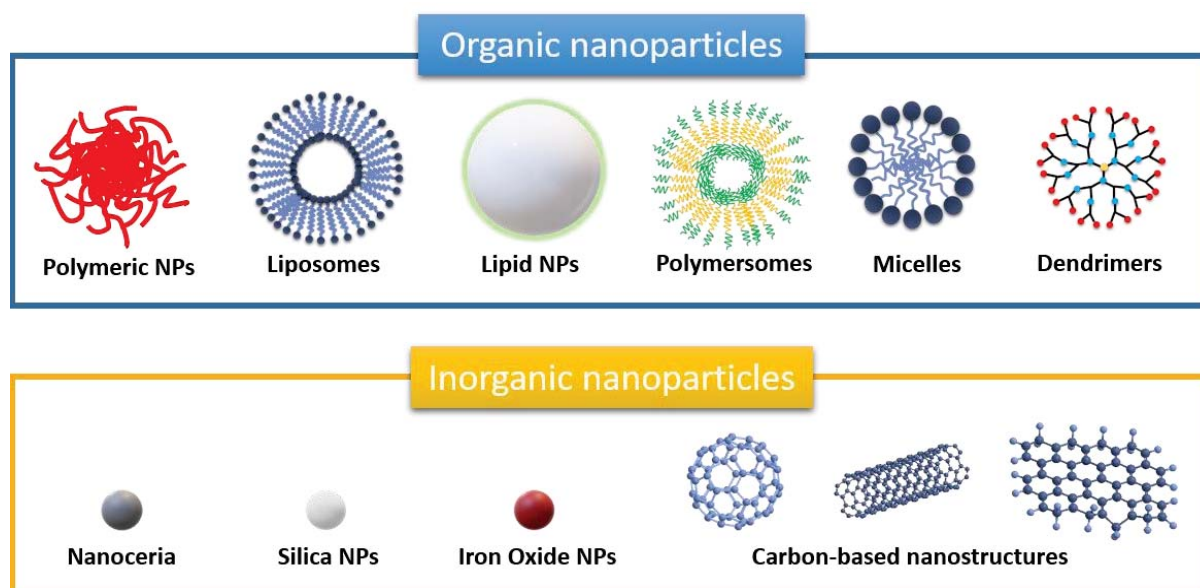 Organic nanoparticles
Polymeric NPs
Liposomes
Lipid NPs
Polymersomes
Micelles
Dendrimers
Inorganic nanoparticles
Nanoceria
Silica NPs
Iron Oxide NPs
Carbon-based nanostructures